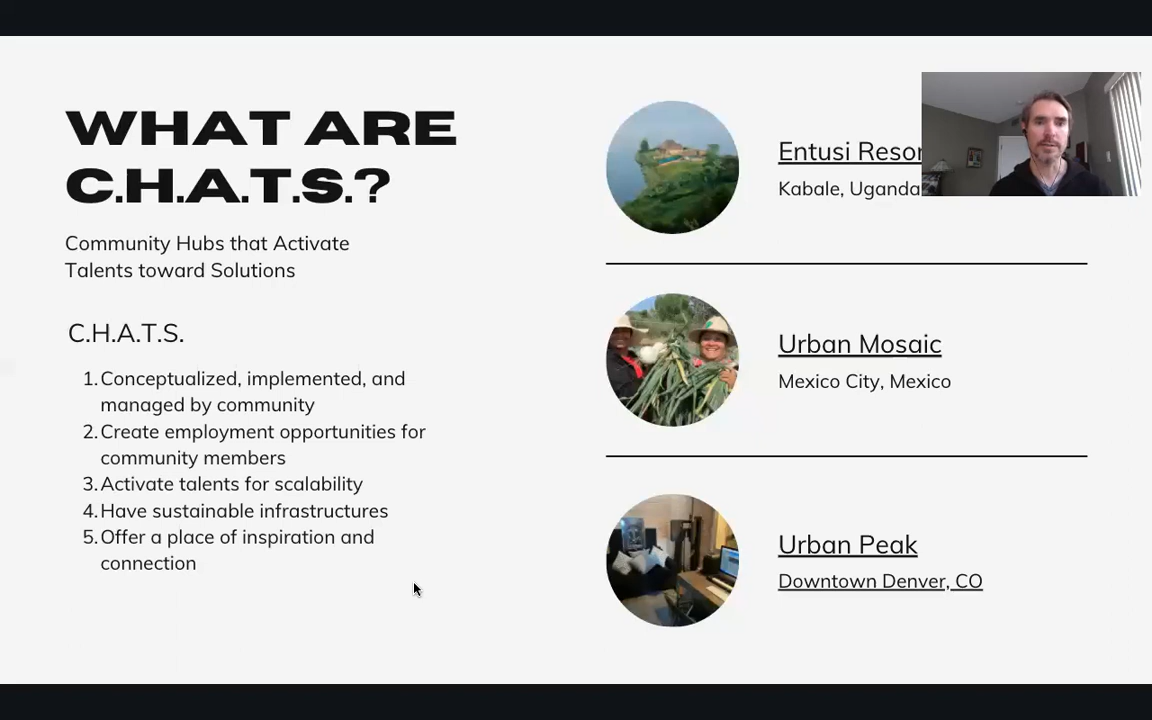 WHAT ARE
C.H.A.T.S.?
Community Hubs that Activate
Talents toward Solutions
C.H.A.T.S.
1. Conceptualized, implemented, and
managed by community
2. Create employment opportunities for
community members
3. Activate talents for scalability
4. Have sustainable infrastructures
5. Offer a place of inspiration and
connection
Entusi
Kabale, Uganda
Urban Mosaic
Mexico City, Mexico
Urban Peak
Downtown Denver, CO